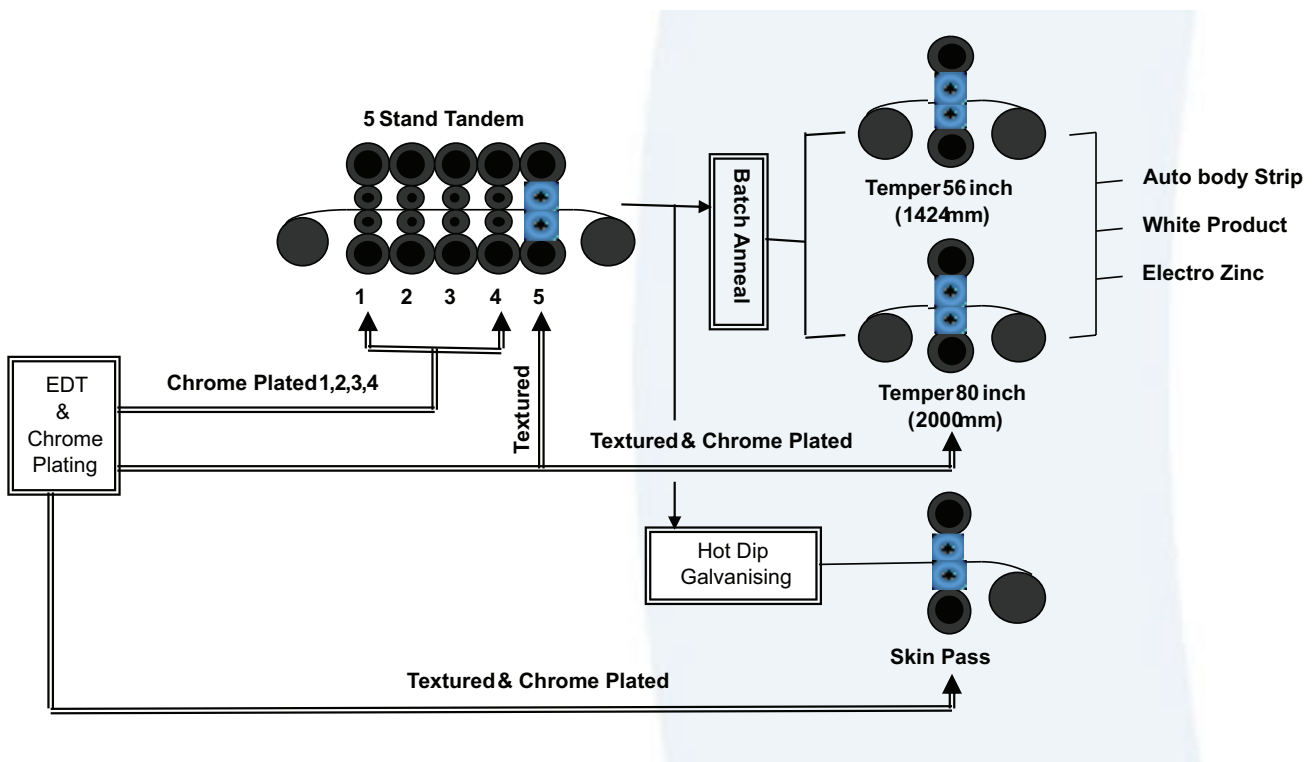 5 Stand Tandem
1 2 3 4 5
Batch Anneal
Temper 56 inch
(1424mm)
Temper 80 inch
(2000mm)
Auto body Strip
White Product
Electro Zinc
EDT
&
Chrome
Plating
Chrome Plated 1,2,3,4
Textured
Textured & Chrome Plated
Hot Dip
Galvanising
Skin Pass
Textured & Chrome Plated